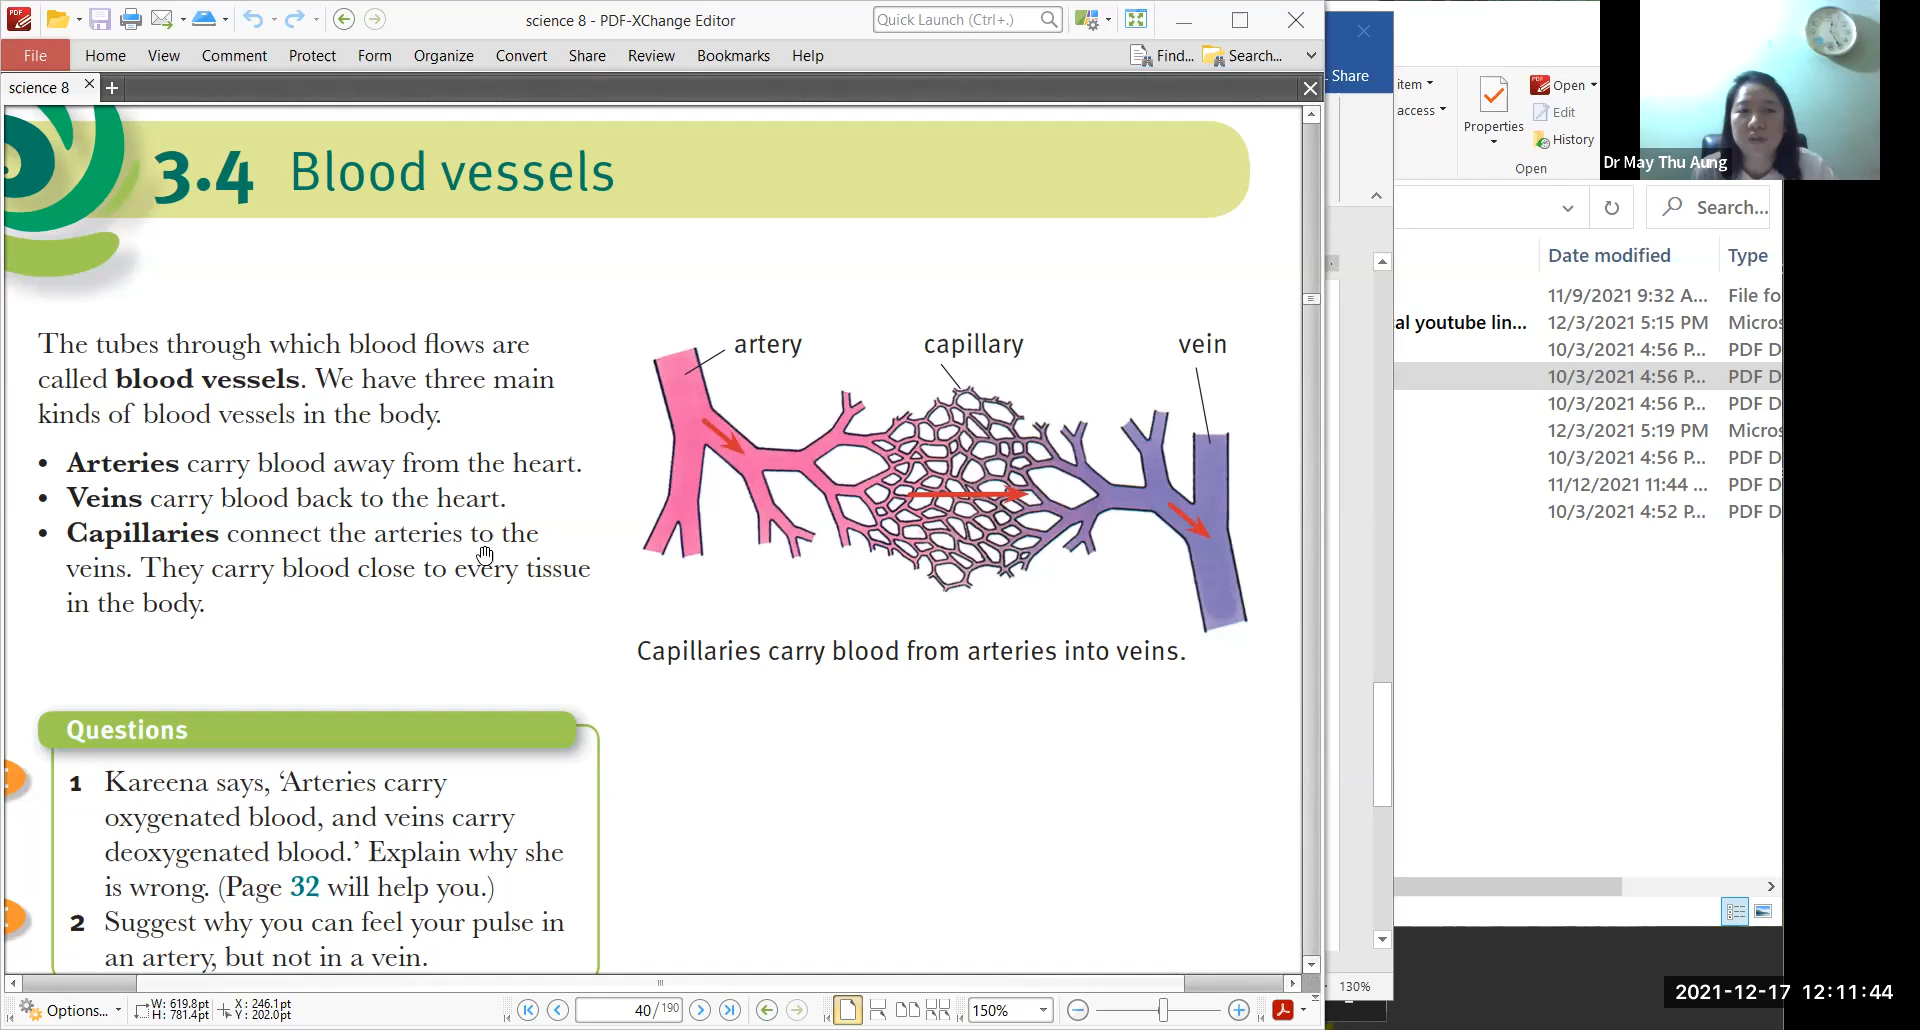 science 8 - PDF-XChange Editor
Quick Launch (Ctrl+.)
File Home View Protect Form Organize Convert Share Review Bookmarks Help
Find... Search...
science 8
3.4 Blood vessels
The tubes through which blood flows are
called blood vessels. We have three main
kinds of blood vessels in the body.
• Arteries carry blood away from the heart.
• Veins carry blood back to the heart.
• Capillaries connect the arteries to the
veins. They carry blood close to every tissue
in the body.
artery capillary vein
Capillaries carry blood from arteries into veins.
Questions
1 Kareena says, ‘Arteries carry
oxygenated blood, and veins carry
deoxygenated blood.’ Explain why she
is wrong. (Page 32 will help you.)
2 Suggest why you can feel your pulse in
an artery, but not in a vein.
Options...
W: 619.8pt
H: 781.4pt
X: 246.1pt
Y: 202.0pt
40/190
150%
Share
130%
item
access
Properties
Open
Edit
History
Open
Dr May Thu Aung
Search...
Date modified Type
11/9/2021 9:32 A... File fo
al youtube lin... 12/3/2021 5:15 PM Micros
10/3/2021 4:56 P... PDF D
10/3/2021 4:56 P... PDF D
10/3/2021 4:56 P... PDF D
12/3/2021 5:19 PM Micros
10/3/2021 4:56 P... PDF D
11/12/2021 11:44 ... PDF D
10/3/2021 4:52 P... PDF D
2021-12-17 12:11:44